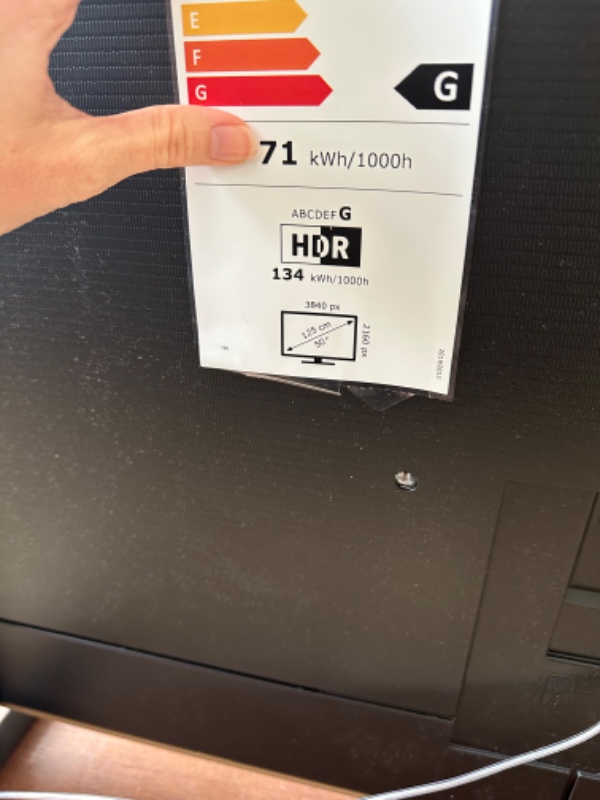 E
F
G
G
71 kWh/1000h
ABCDEFG
HDR
134 kWh/1000h
3840 px
125 cm
50"
2160 px